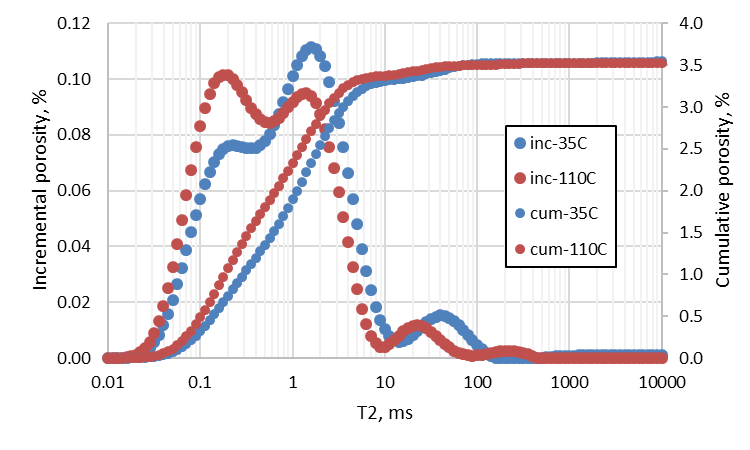 0.12
0.10
0.08
0.06
0.04
0.02
0.00
Incremental porosity, %
4.0
3.5
3.0
2.5
2.0
1.5
1.0
0.5
0.0
Cumulative porosity, %
inc-35C
inc-110C
cum-35C
cum-110C
0.01 0.1 1 10 100 1000 10000
T2, ms